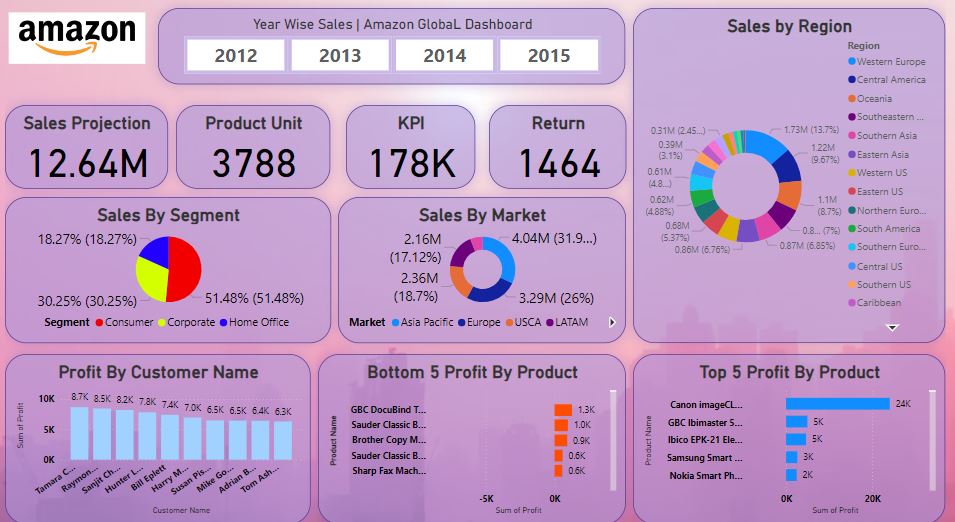 amazon
Year Wise Sales | Amazon GlobaL Dashboard
2012
2013
2014
2015
Sales Projection
12.64M
Product Unit
3788
KPI
178K
Return
1464
Sales by Region
Region
Western Europe
Central America
Oceania
Southeastern ...
Southern Asia
Eastern Asia
Western US
Eastern US
Northern Euro...
South America
Southern Euro...
Central US
Southern US
Caribbean
1.73M (13.7%)
1.22M
(9.67%)
1.1M
(8.7%)
0.8... (7%)
0.87M (6.85%)
0.86M (6.76%)
0.68M
(5.37%)
0.62M
(4.88%)
0.61M
(4.8...)
0.39M
(3.1%)
0.31M (2.45...)
Sales By Segment
18.27% (18.27%)
30.25% (30.25%)
51.48% (51.48%)
Segment
Consumer
Corporate
Home Office
Sales By Market
2.16M
(17.12%)
4.04M (31.9...)
2.36M
(18.7%)
3.29M (26%)
Market
Asia Pacific
Europe
USCA
LATAM
Profit By Customer Name
Sum of Profit
10K
5K
0K
8.7K
8.5K
8.2K
7.8K
7.4K
7.0K
6.5K
6.5K
6.4K
6.3K
Tamara C...
Raymon...
Sanjit Ch...
Hunter L...
Bill Eplett
Harry M...
Susan Pis...
Mike Go...
Adrian B...
Tom Ash...
Customer Name
Bottom 5 Profit By Product
Product Name
GBC DocuBind T...
1.3K
Sauder Classic B...
1.0K
Brother Copy M...
0.9K
Sauder Classic B...
0.6K
Sharp Fax Mach...
0.6K
-5K
0K
Sum of Profit
Top 5 Profit By Product
Product Name
Canon imageCL...
24K
GBC Ibimaster 5...
5K
Ibico EPK-21 Ele...
5K
Samsung Smart ...
3K
Nokia Smart Ph...
2K
0K
20K
Sum of Profit